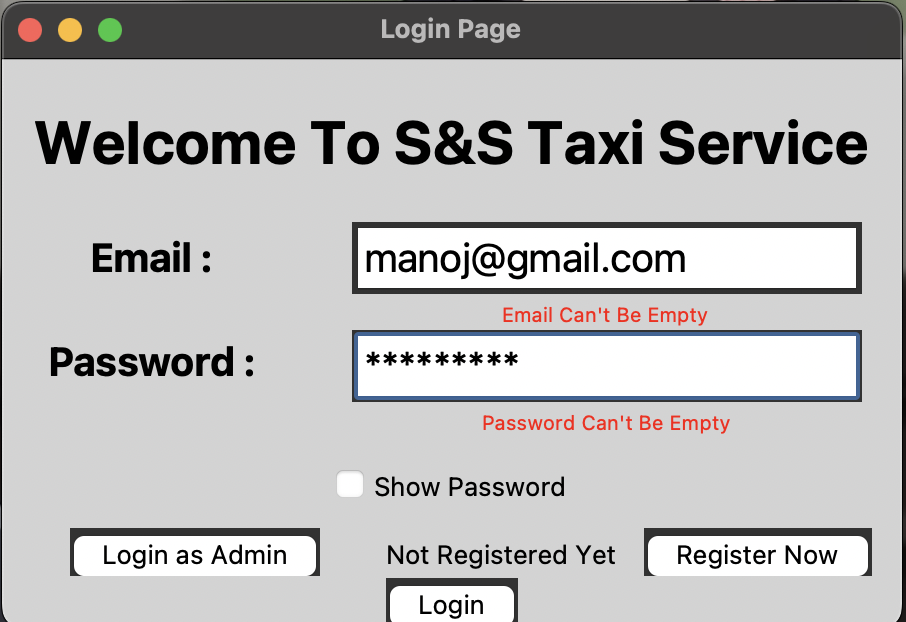 Login Page
Welcome To S&S Taxi Service
Email : manoj@gmail.com
Email Can't Be Empty
Password : *********
Password Can't Be Empty
Show Password
Login as Admin Not Registered Yet Register Now
Login